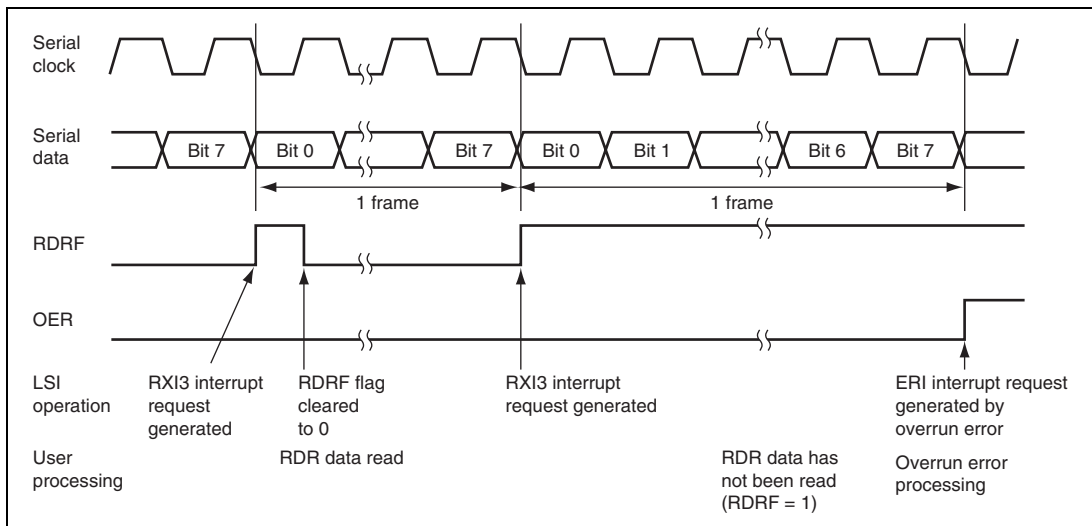 Serial
clock
Serial
data
Bit 7
Bit 0
Bit 7
Bit 0
Bit 1
Bit 6
Bit 7
1 frame
1 frame
RDRF
OER
LSI
operation
RXI3 interrupt
request
generated
RDRF flag
cleared
to 0
RXI3 interrupt
request generated
ERI interrupt request
generated by
overrun error
User
processing
RDR data read
RDR data has
not been read
(RDRF = 1)
Overrun error
processing